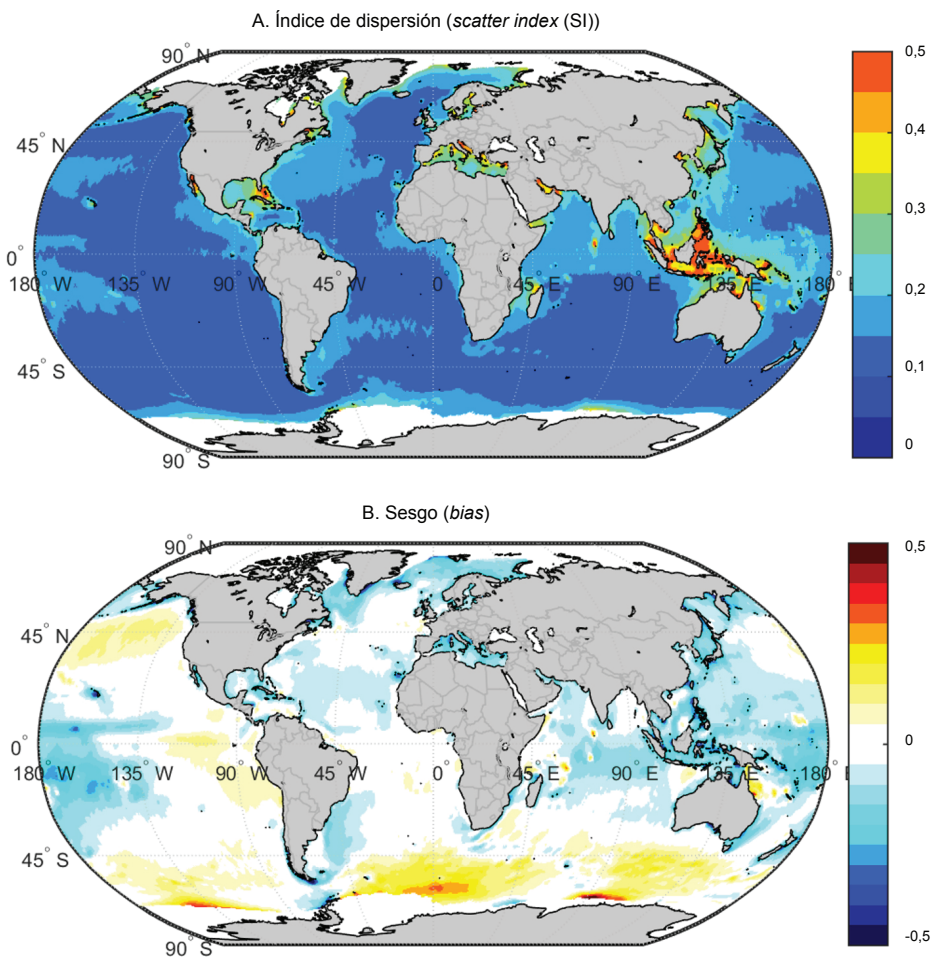 A. Índice de dispersión (scatter index (SI))
90° N
45° N
0°
180° W
135° W
90° W
45° W
0
45° E
90° E
135° E
180° E
45° S
90° S
0,5
0,4
0,3
0,2
0,1
0
B. Sesgo (bias)
90° N
45° N
0°
180° W
135° W
90° W
45° W
0
45° E
90° E
135° E
180° E
45° S
90° S
0,5
0
-0,5